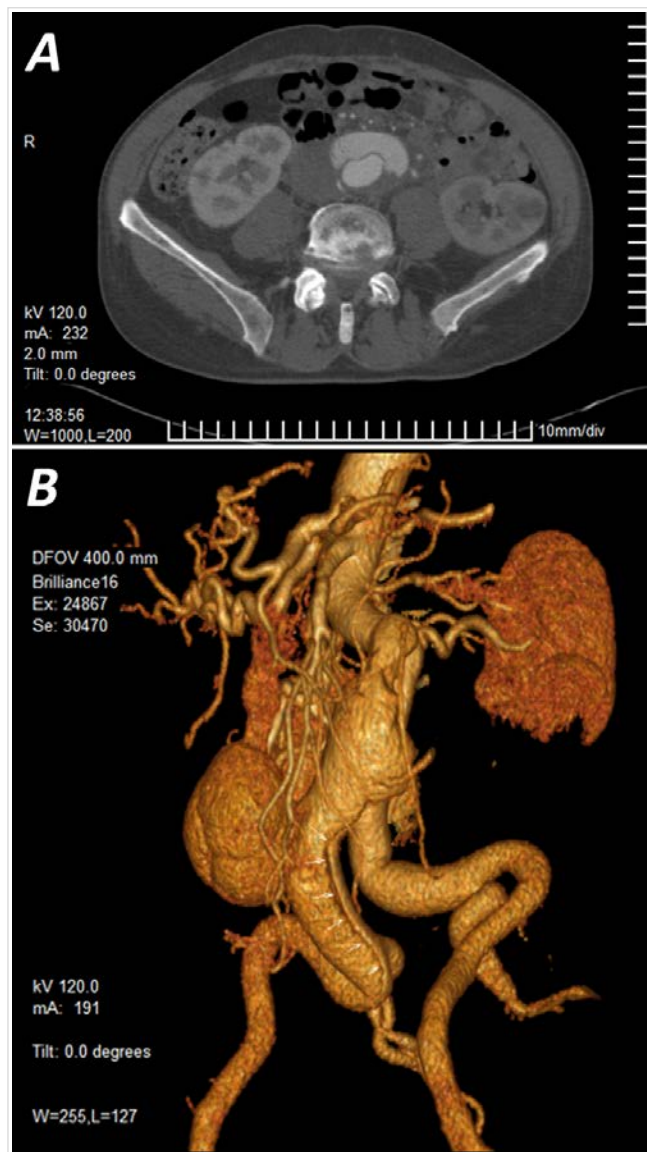 A
R
kV 120.0
mA: 232
2.0 mm
Tilt: 0.0 degrees
12:38:56
W=1000,L=200
10mm/div
B
DFOV 400.0 mm
Brilliance16
Ex: 24867
Se: 30470
kV 120.0
mA: 191
Tilt: 0.0 degrees
W=255,L=127